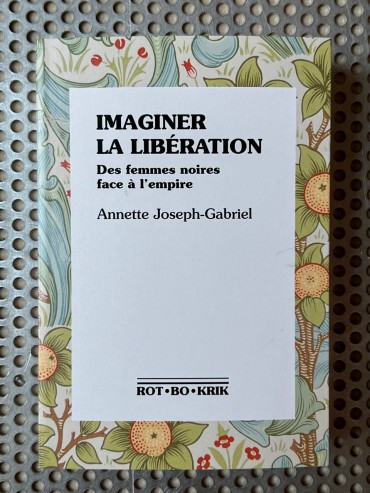 IMAGINER
LA LIBÉRATION
Des femmes noires
face à l'empire
Annette Joseph-Gabriel
ROT•BO•KRIK